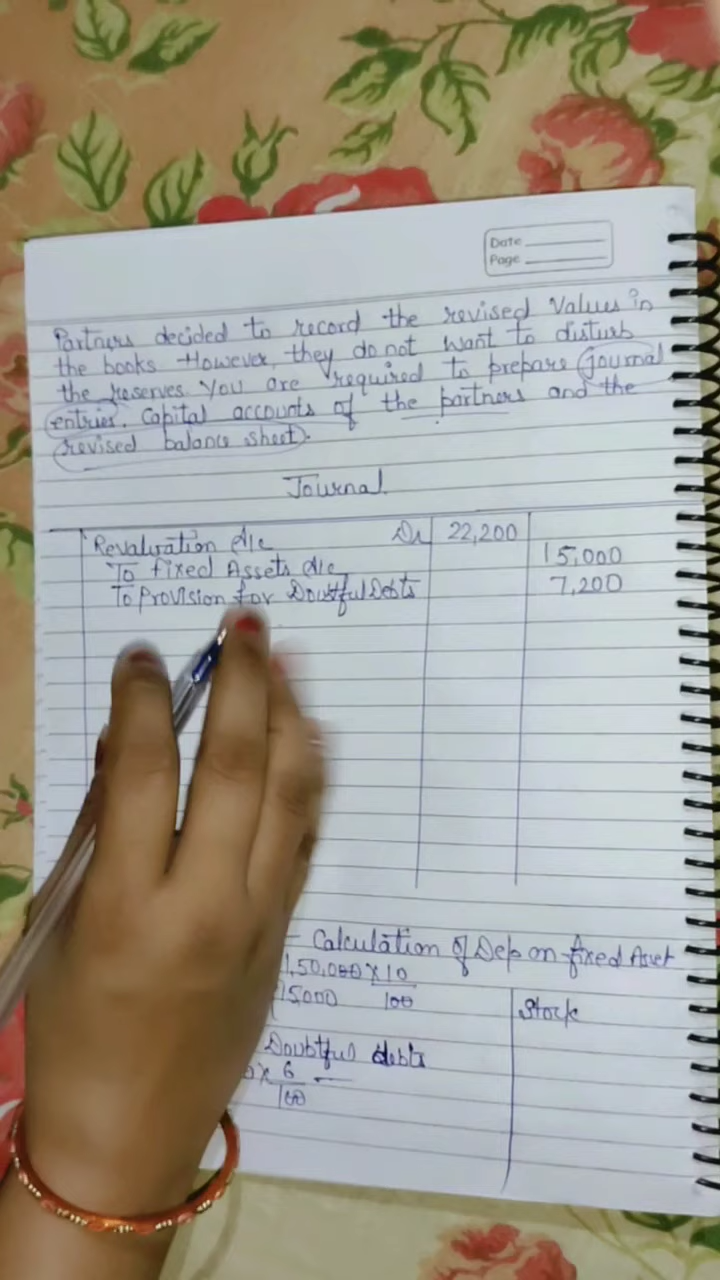 Date
Page
Partners decided to record the revised values in
the books. However, they do not want to disturb
the reserves. You are required to prepare journal
entries. Capital accounts of the partners and the
revised balance sheet.
Journal
Revaluation A/c Dr 22,200
To Fixed Assets A/c 15,000
To Provision for Doubtful Debts 7,200
Calculation of Dep on fixed Asset
1,50,000 × 10
15000 100
Stock
Doubtful debts
× 6
100